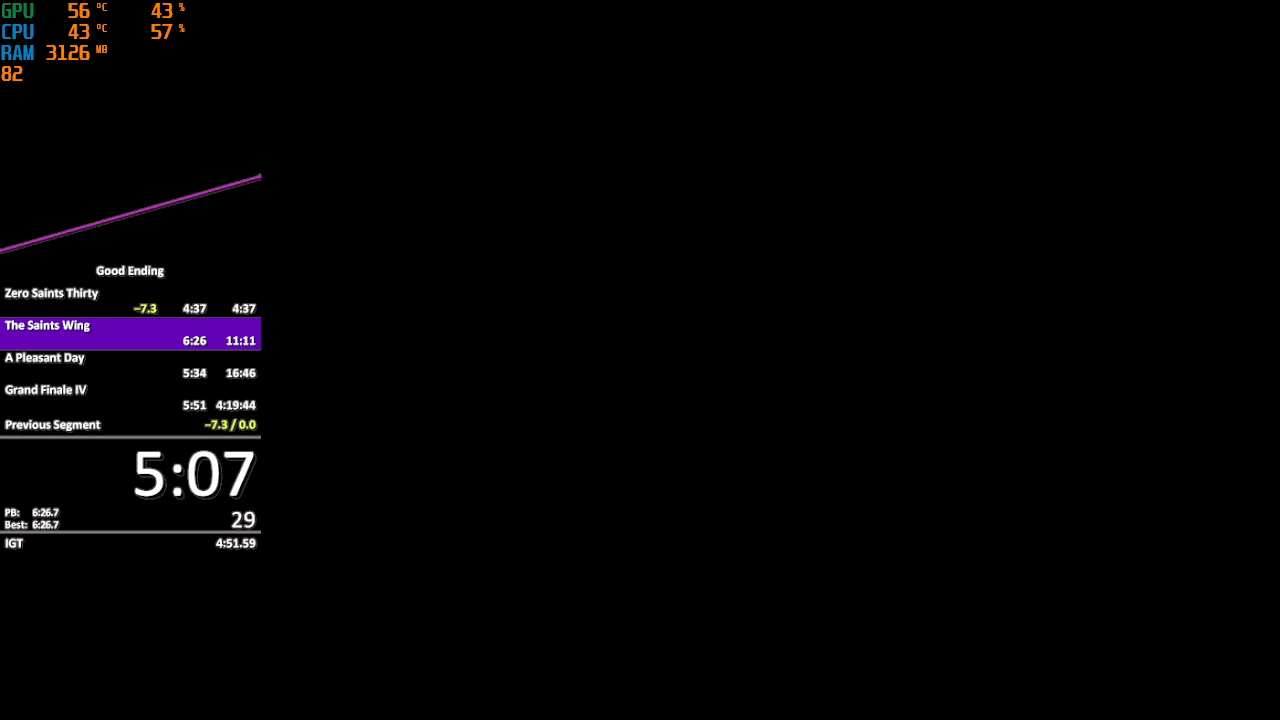 GPU 56 °C 43 %
CPU 43 °C 57 %
RAM 3126 MB
82
Good Ending
Zero Saints Thirty
−7.3 4:37 4:37
The Saints Wing
6:26 11:11
A Pleasant Day
5:34 16:46
Grand Finale IV
5:51 4:19:44
Previous Segment −7.3 / 0.0
5:07
PB: 6:26.7
Best: 6:26.7 29
IGT 4:51.59